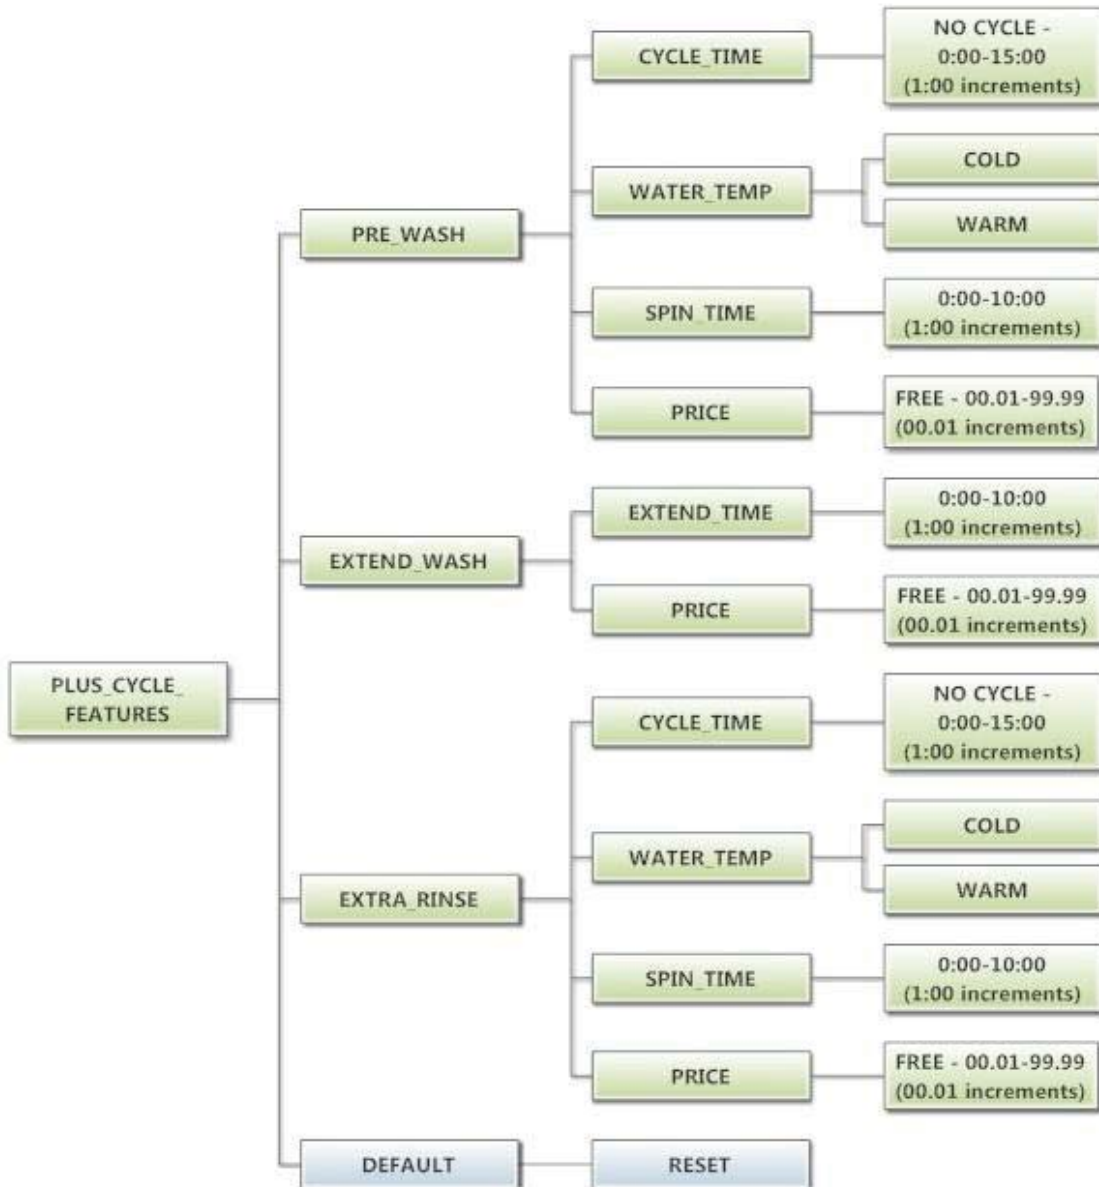 PLUS_CYCLE_
FEATURES
PRE_WASH
CYCLE_TIME
NO CYCLE -
0:00-15:00
(1:00 increments)
WATER_TEMP
COLD
WARM
SPIN_TIME
0:00-10:00
(1:00 increments)
PRICE
FREE - 00.01-99.99
(00.01 increments)
EXTEND_WASH
EXTEND_TIME
0:00-10:00
(1:00 increments)
PRICE
FREE - 00.01-99.99
(00.01 increments)
EXTRA_RINSE
CYCLE_TIME
NO CYCLE -
0:00-15:00
(1:00 increments)
WATER_TEMP
COLD
WARM
SPIN_TIME
0:00-10:00
(1:00 increments)
PRICE
FREE - 00.01-99.99
(00.01 increments)
DEFAULT
RESET